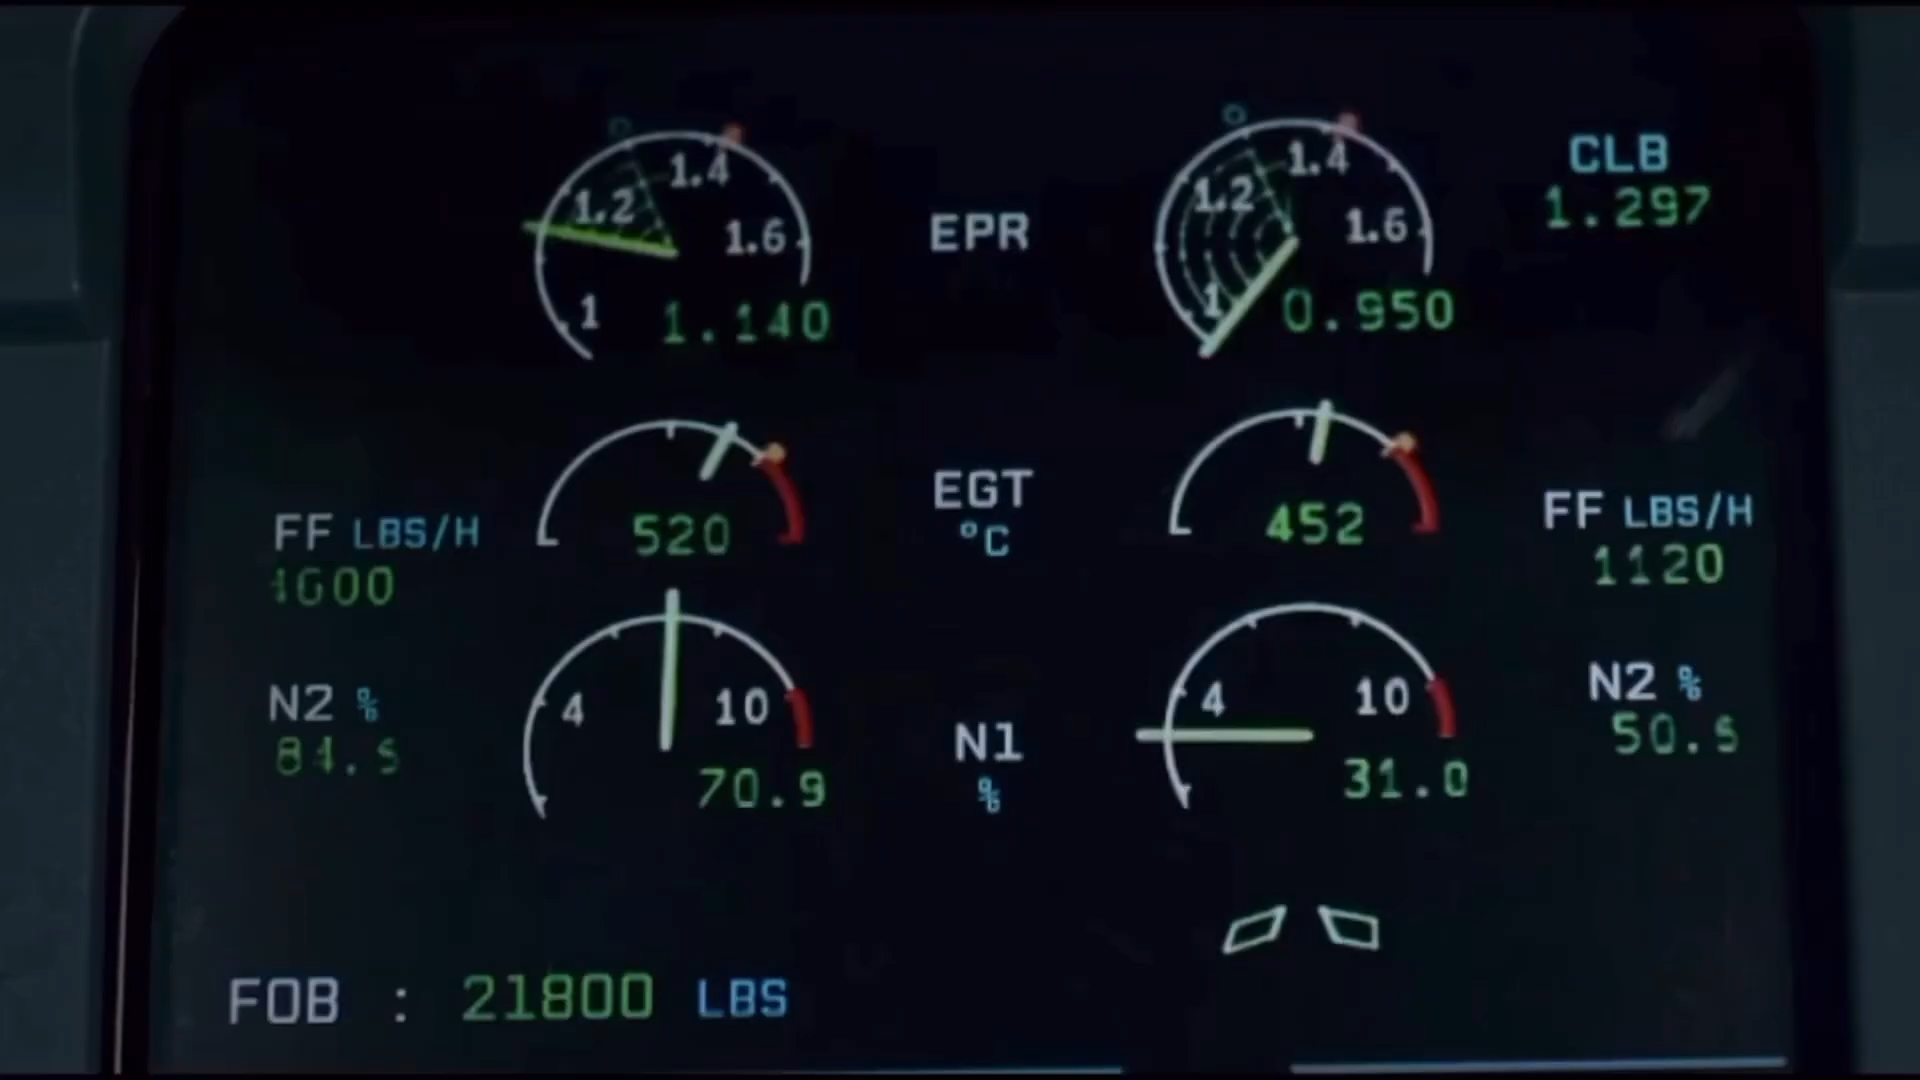 CLB
1.297
1.2 1.4 1.6 1
1.140
EPR
1.2 1.4 1.6 1
0.950
520
EGT
°C
452
FF LBS/H
FF LBS/H
1120
4 10
70.9
N1
%
4 10
31.0
N2 %
N2 %
50.5
FOB : 21800 LBS